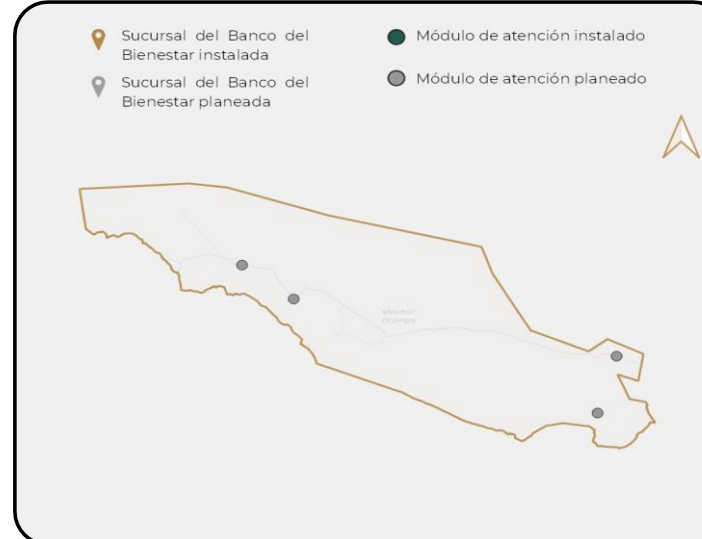 Sucursal del Banco del
Bienestar instalada
Sucursal del Banco del
Bienestar planeada
Módulo de atención instalado
Módulo de atención planeado
Melchor
Ocampo